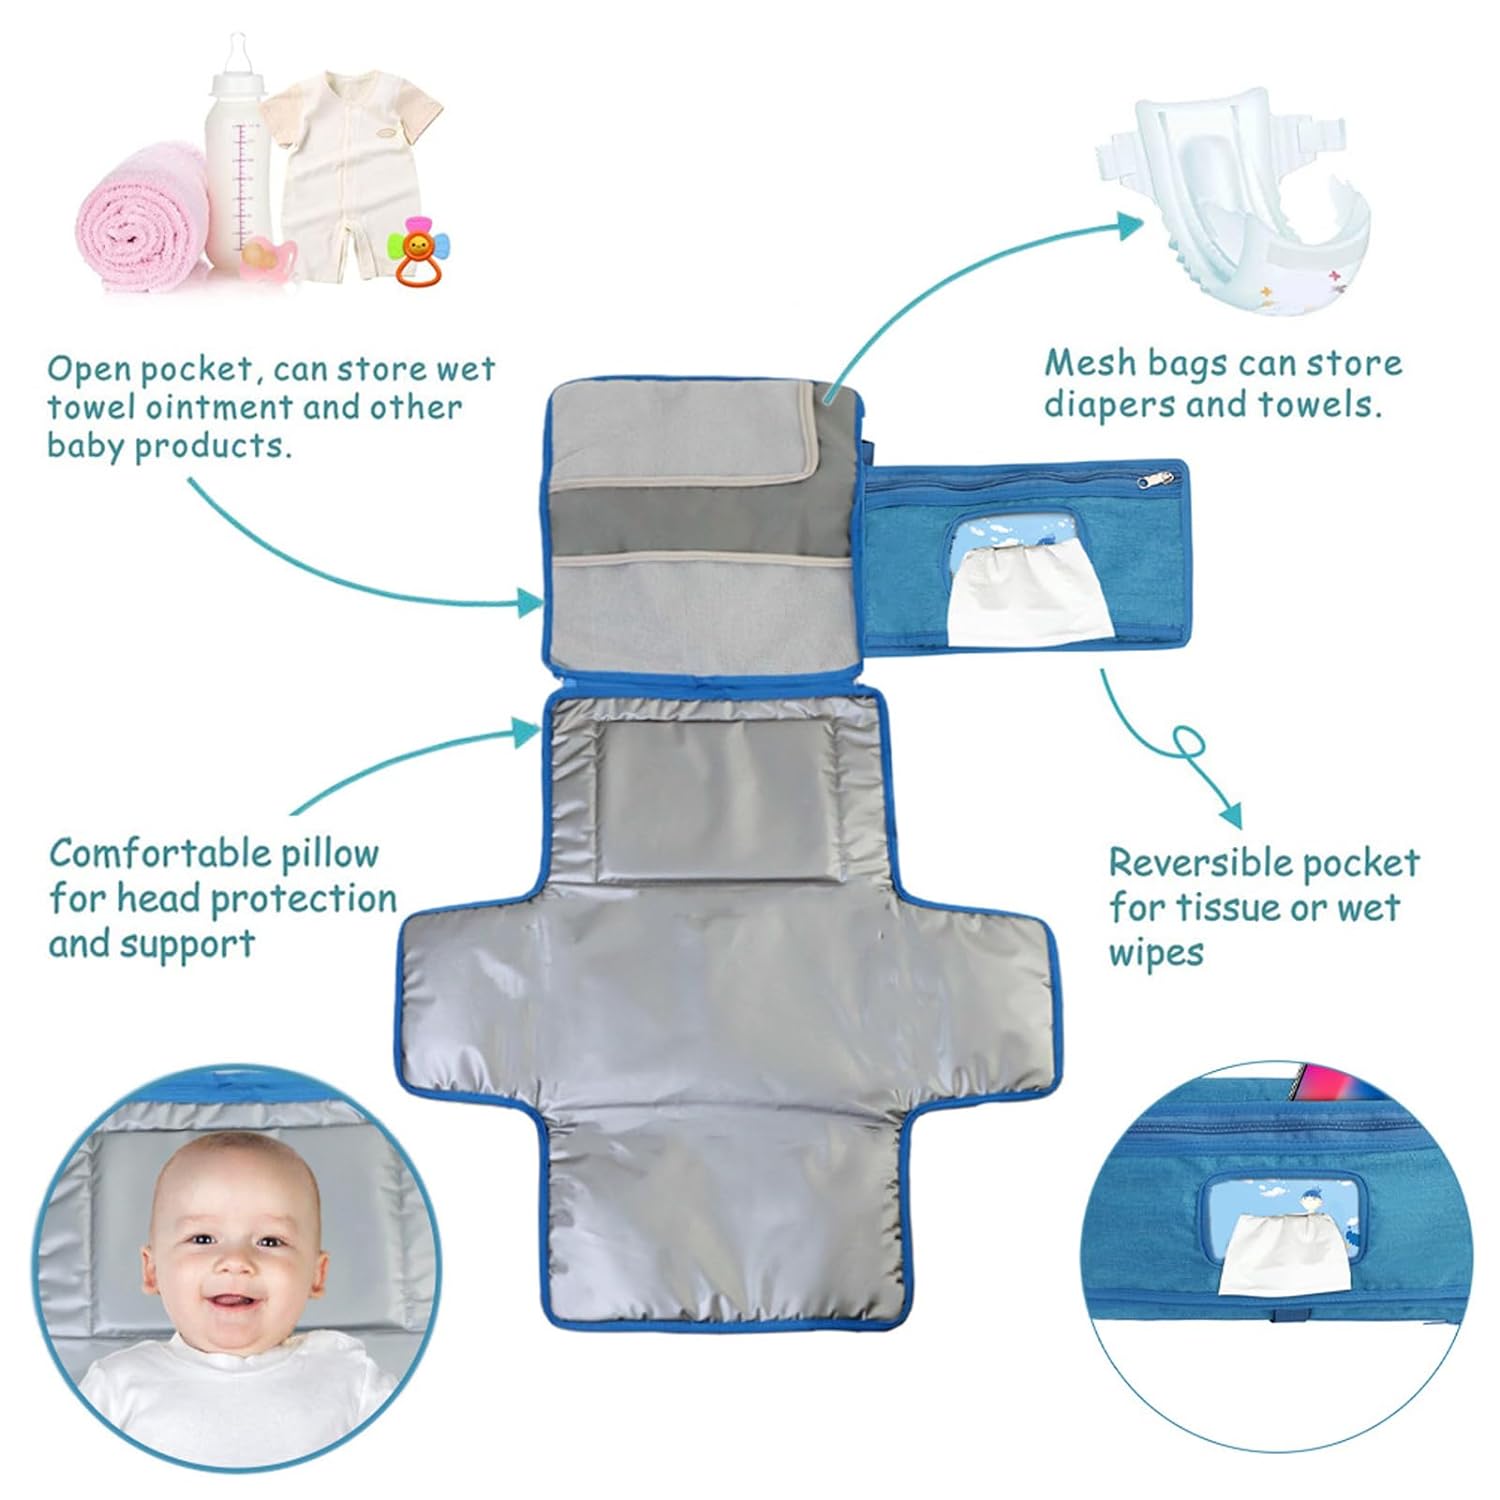 Open pocket, can store wet
towel ointment and other
baby products.
Mesh bags can store
diapers and towels.
Comfortable pillow
for head protection
and support
Reversible pocket
for tissue or wet
wipes